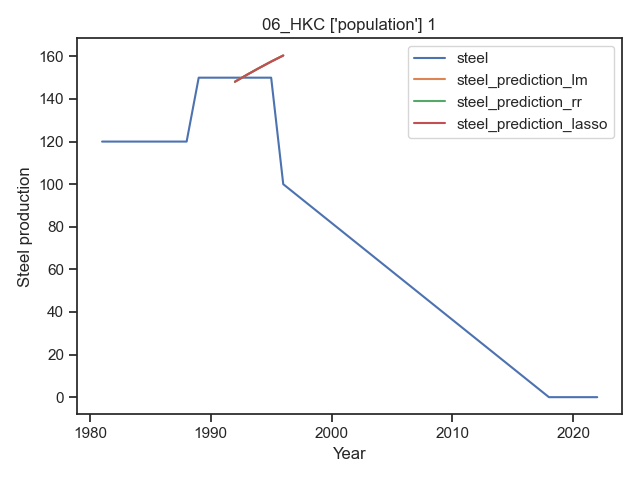 06_HKC ['population'] 1
steel
steel_prediction_lm
steel_prediction_rr
steel_prediction_lasso
Steel production
160
140
120
100
80
60
40
20
0
1980
1990
2000
2010
2020
Year